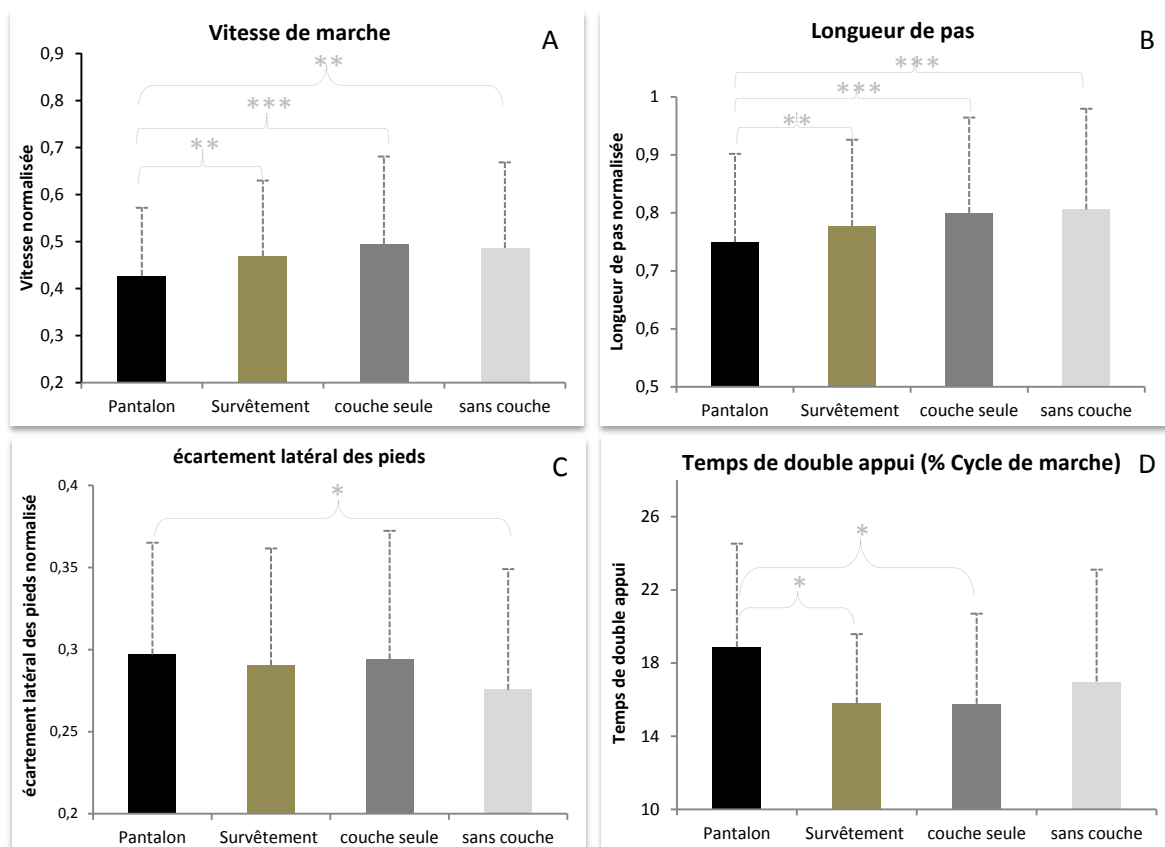 Vitesse de marche
A
Vitesse normalisée
0,9
0,8
0,7
0,6
0,5
0,4
0,3
0,2
**
***
**
Pantalon Survêtement couche seule sans couche
Longueur de pas
B
Longueur de pas normalisée
1
0,9
0,8
0,7
0,6
0,5
***
***
**
Pantalon Survêtement couche seule sans couche
écartement latéral des pieds
C
écartement latéral des pieds normalisé
0,4
0,35
0,3
0,25
0,2
*
Pantalon Survêtement couche seule sans couche
Temps de double appui (% Cycle de marche)
D
Temps de double appui
26
22
18
14
10
*
*
Pantalon Survêtement couche seule sans couche